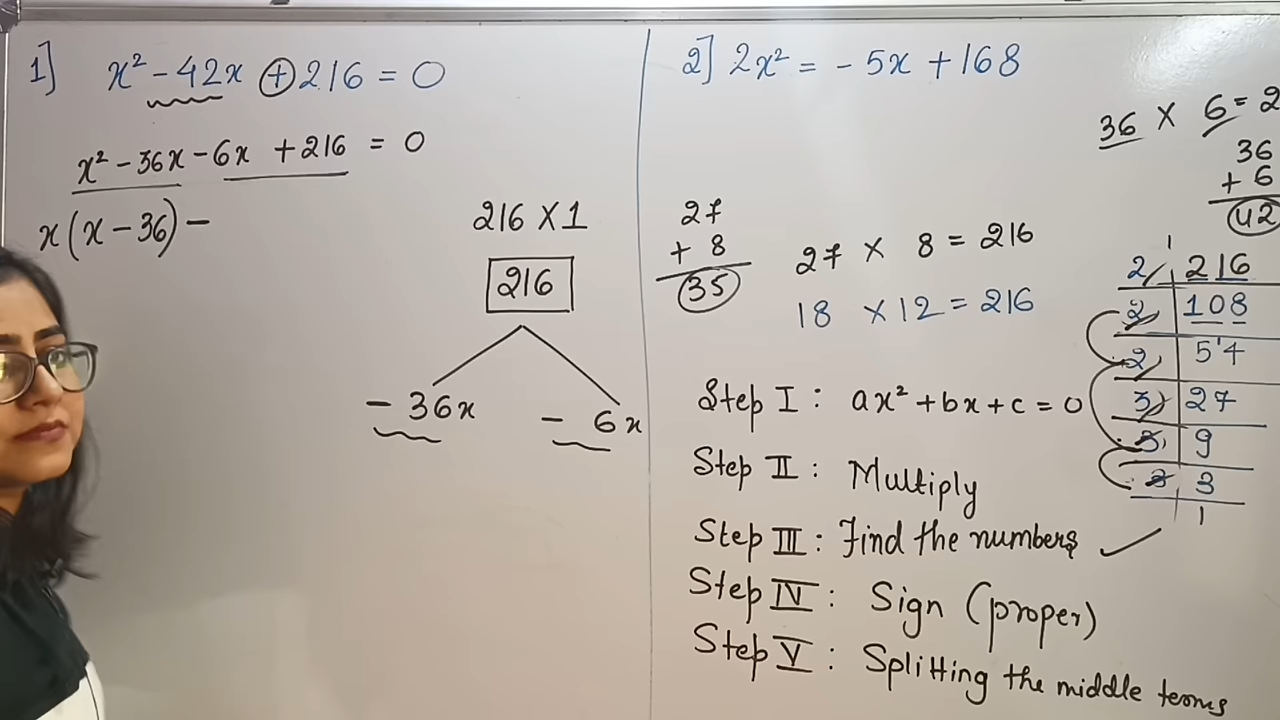 1] x² - 42x + 216 = 0
x² - 36x - 6x + 216 = 0
x(x - 36) -
216 X 1
216
- 36x - 6x
2] 2x² = - 5x + 168
27
+ 8
35
27 X 8 = 216
18 X 12 = 216
36 X 6 = 2
36
+ 6
42
1
2 216
2 108
2 54
3 27
3 9
3 3
1
Step I : ax² + bx + c = 0
Step II : Multiply
Step III : Find the numbers
Step IV : Sign (proper)
Step V : Splitting the middle terms